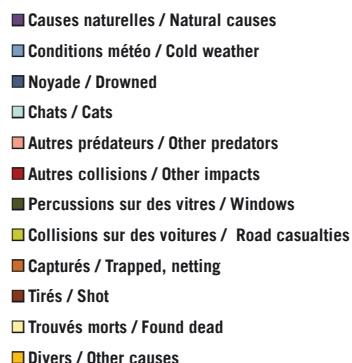 Causes naturelles / Natural causes
Conditions météo / Cold weather
Noyade / Drowned
Chats / Cats
Autres prédateurs / Other predators
Autres collisions / Other impacts
Percussions sur des vitres / Windows
Collisions sur des voitures / Road casualties
Capturés / Trapped, netting
Tirés / Shot
Trouvés morts / Found dead
Divers / Other causes